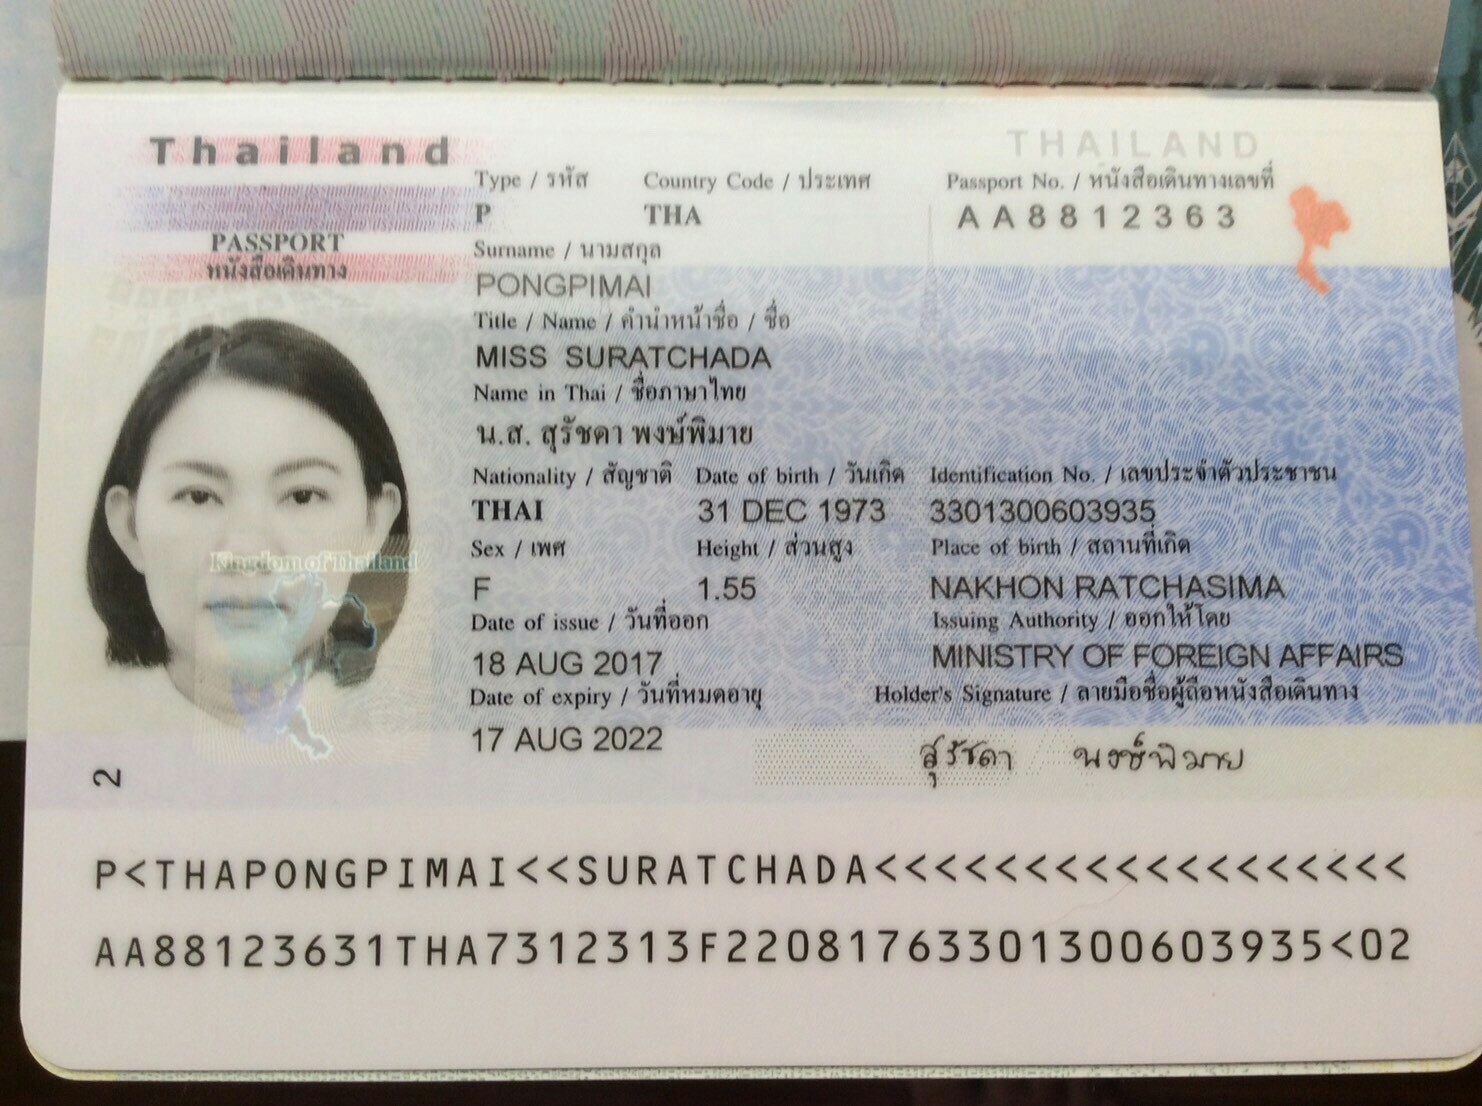 Thailand
THAILAND
Type / รหัส Country Code / ประเทศ Passport No. / หนังสือเดินทางเลขที่
P THA AA8812363
PASSPORT
หนังสือเดินทาง
Surname / นามสกุล
PONGPIMAI
Title / Name / คำนำหน้าชื่อ / ชื่อ
MISS SURATCHADA
Name in Thai / ชื่อภาษาไทย
น.ส. สุรัชดา พงษ์พิมาย
Nationality / สัญชาติ Date of birth / วันเกิด Identification No. / เลขประจำตัวประชาชน
THAI 31 DEC 1973 3301300603935
Sex / เพศ Height / ส่วนสูง Place of birth / สถานที่เกิด
Kingdom of Thailand
F 1.55 NAKHON RATCHASIMA
Date of issue / วันที่ออก Issuing Authority / ออกให้โดย
18 AUG 2017 MINISTRY OF FOREIGN AFFAIRS
Date of expiry / วันที่หมดอายุ Holder's Signature / ลายมือชื่อผู้ถือหนังสือเดินทาง
17 AUG 2022 สุรัชดา พงษ์พิมาย
2
P<THAPONGPIMAI<<SURATCHADA<<<<<<<<<<<<<<<<<<
AA88123631THA7312313F22081763301300603935<02